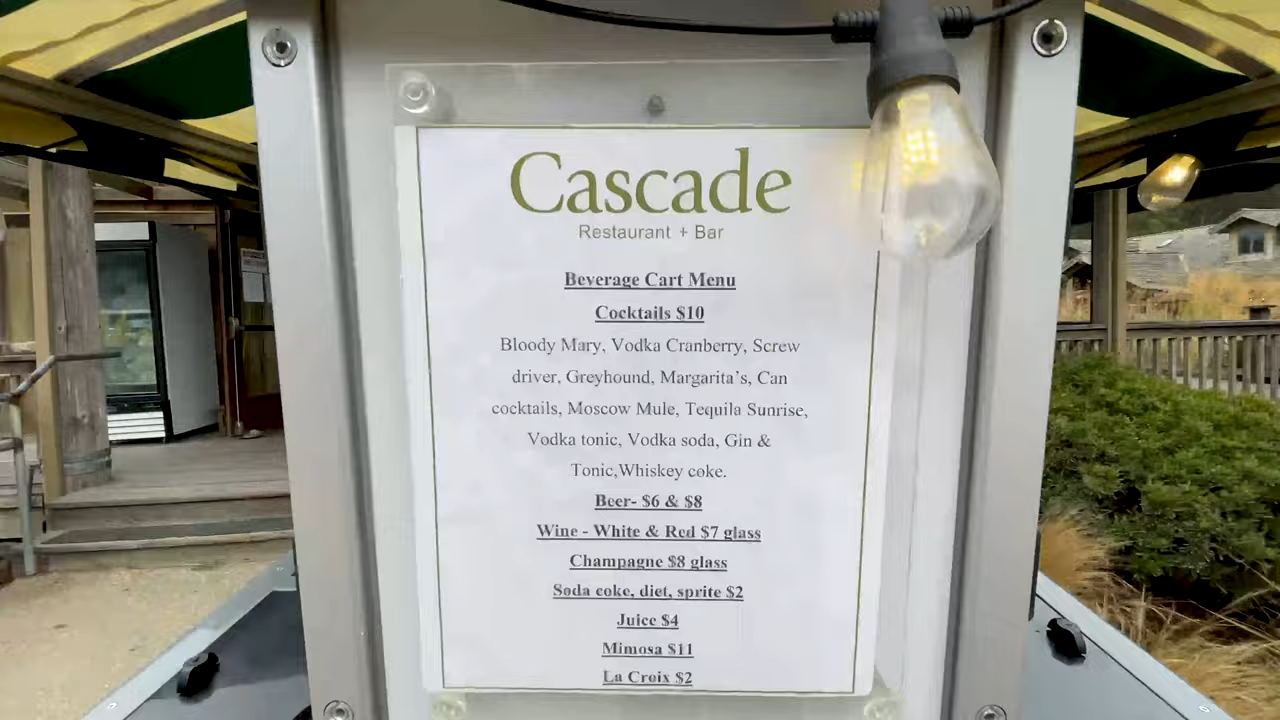 Cascade
Restaurant + Bar
Beverage Cart Menu
Cocktails $10
Bloody Mary, Vodka Cranberry, Screw
driver, Greyhound, Margarita's, Can
cocktails, Moscow Mule, Tequila Sunrise,
Vodka tonic, Vodka soda, Gin &
Tonic,Whiskey coke.
Beer- $6 & $8
Wine - White & Red $7 glass
Champagne $8 glass
Soda coke, diet, sprite $2
Juice $4
Mimosa $11
La Croix $2